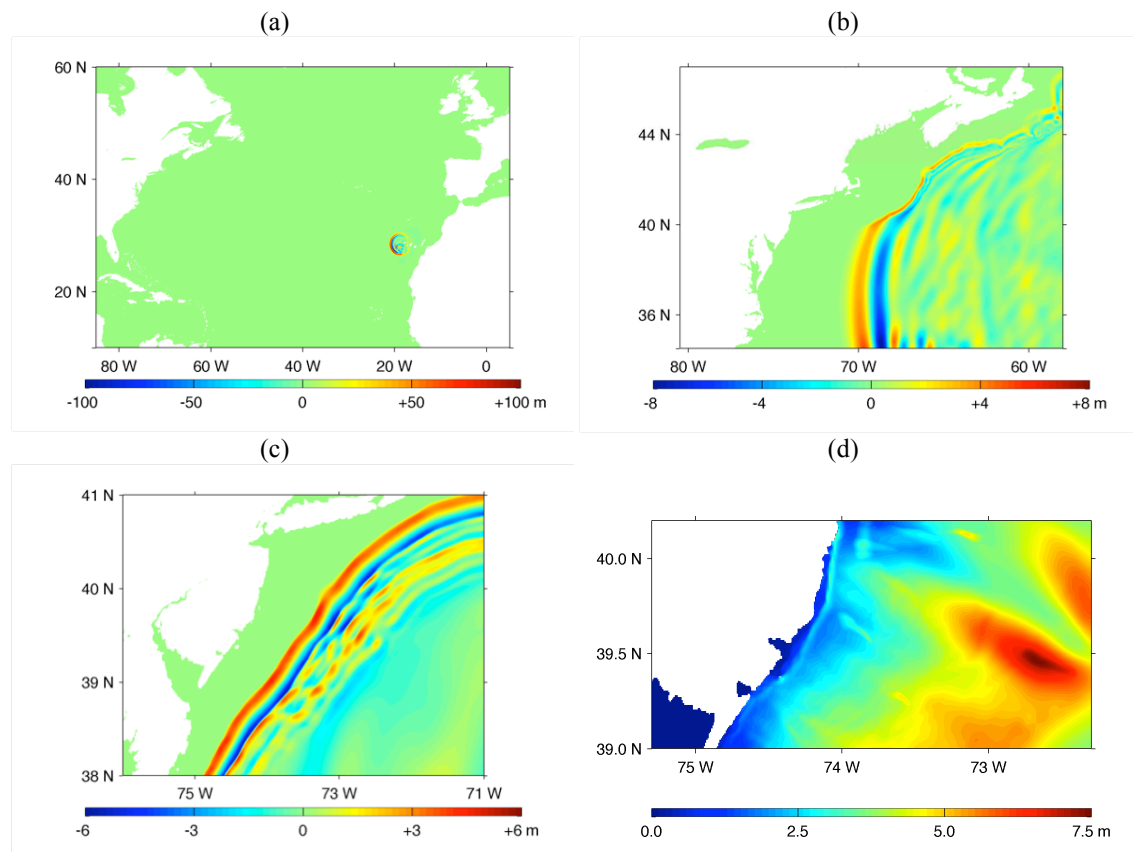 (a)
60 N
40 N
20 N
80 W 60 W 40 W 20 W 0
-100 -50 0 +50 +100 m
(b)
44 N
40 N
36 N
80 W 70 W 60 W
-8 -4 0 +4 +8 m
(c)
41 N
40 N
39 N
38 N
75 W 73 W 71 W
-6 -3 0 +3 +6 m
(d)
40.0 N
39.5 N
39.0 N
75 W 74 W 73 W
0.0 2.5 5.0 7.5 m